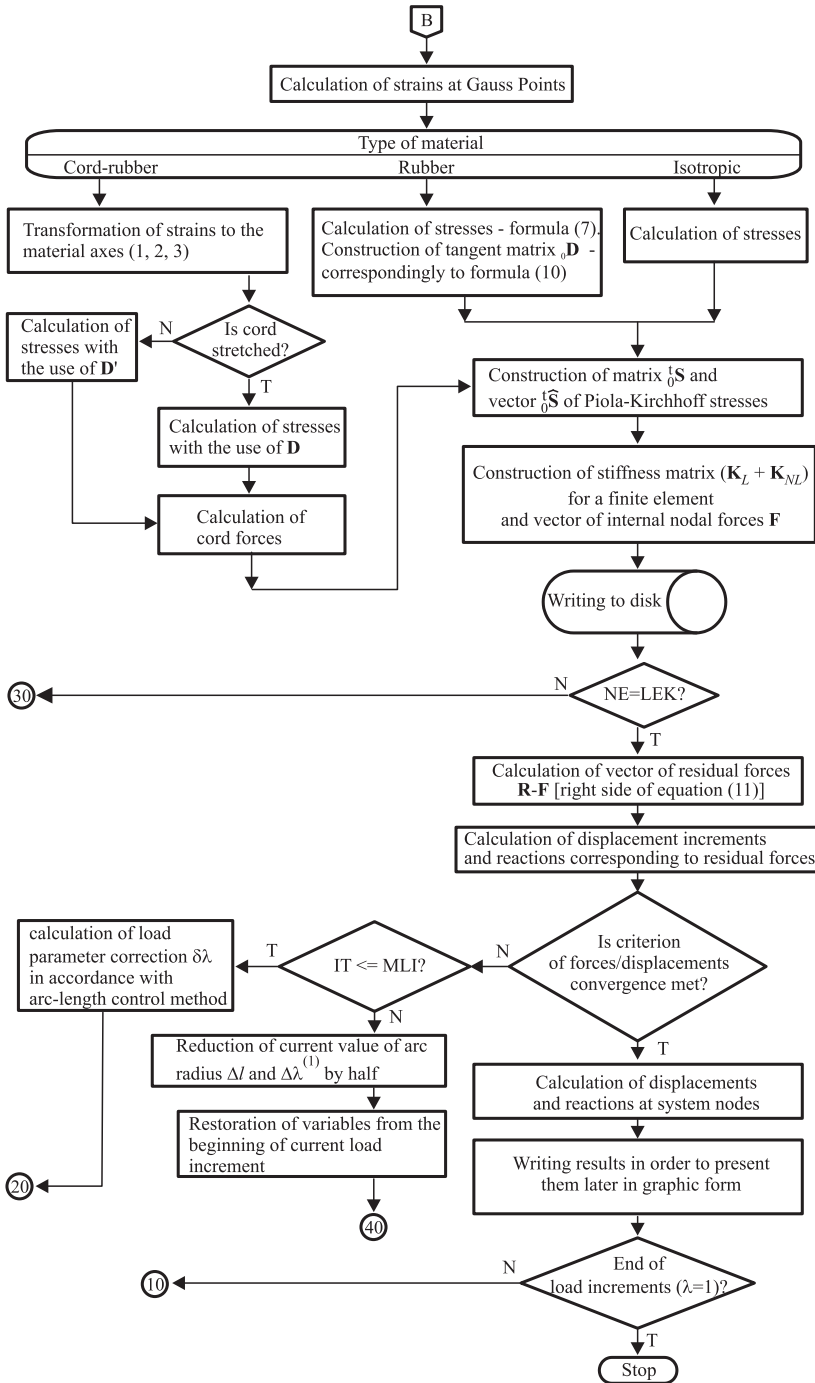 B
Calculation of strains at Gauss Points
Type of material
Cord-rubber
Rubber
Isotropic
Transformation of strains to the
material axes (1, 2, 3)
Calculation of stresses - formula (7).
Construction of tangent matrix ₀D -
correspondingly to formula (10)
Calculation of stresses
Is cord
stretched?
N
T
Calculation of
stresses with
the use of D'
Calculation of stresses
with the use of D
Calculation of
cord forces
Construction of matrix ᵗ₀S and
vector ᵗ₀Ŝ of Piola-Kirchhoff stresses
Construction of stiffness matrix (K_L + K_NL)
for a finite element
and vector of internal nodal forces F
Writing to disk
NE=LEK?
N
30
T
Calculation of vector of residual forces
R-F [right side of equation (11)]
Calculation of displacement increments
and reactions corresponding to residual forces
Is criterion
of forces/displacements
convergence met?
N
T
IT <= MLI?
T
N
calculation of load
parameter correction δλ
in accordance with
arc-length control method
20
Reduction of current value of arc
radius Δl and Δλ⁽¹⁾ by half
Restoration of variables from the
beginning of current load
increment
40
Calculation of displacements
and reactions at system nodes
Writing results in order to present
them later in graphic form
End of
load increments (λ=1)?
N
10
T
Stop